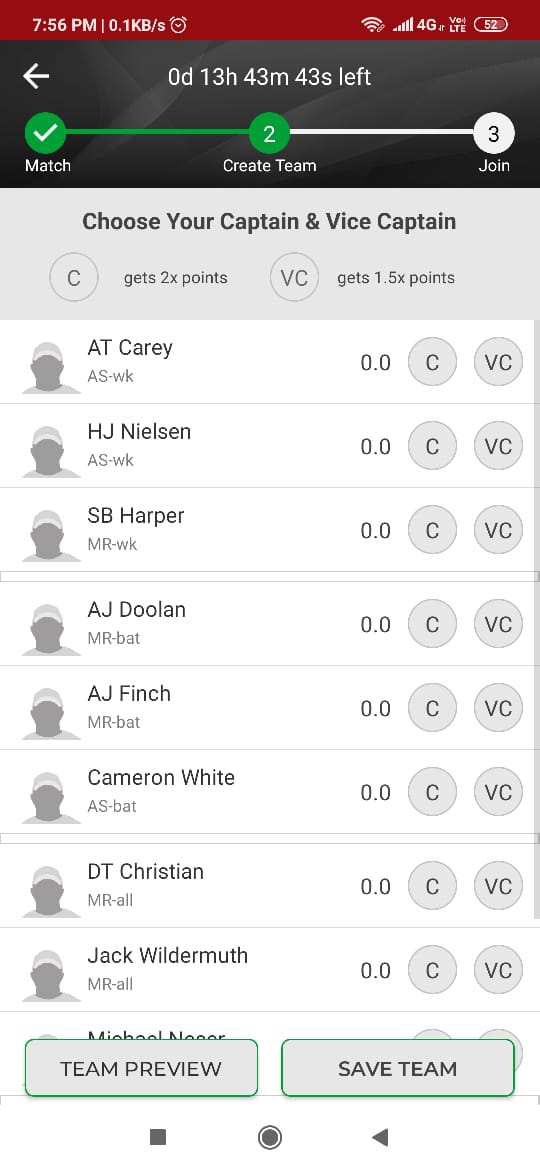 7:56 PM | 0.1KB/s
4G
Vo)
LTE
52
0d 13h 43m 43s left
2
3
Match
Create Team
Join
Choose Your Captain & Vice Captain
C gets 2x points VC gets 1.5x points
AT Carey
AS-wk
0.0 C VC
HJ Nielsen
AS-wk
0.0 C VC
SB Harper
MR-wk
0.0 C VC
AJ Doolan
MR-bat
0.0 C VC
AJ Finch
MR-bat
0.0 C VC
Cameron White
AS-bat
0.0 C VC
DT Christian
MR-all
0.0 C VC
Jack Wildermuth
MR-all
0.0 C VC
Michael Neser
TEAM PREVIEW
SAVE TEAM